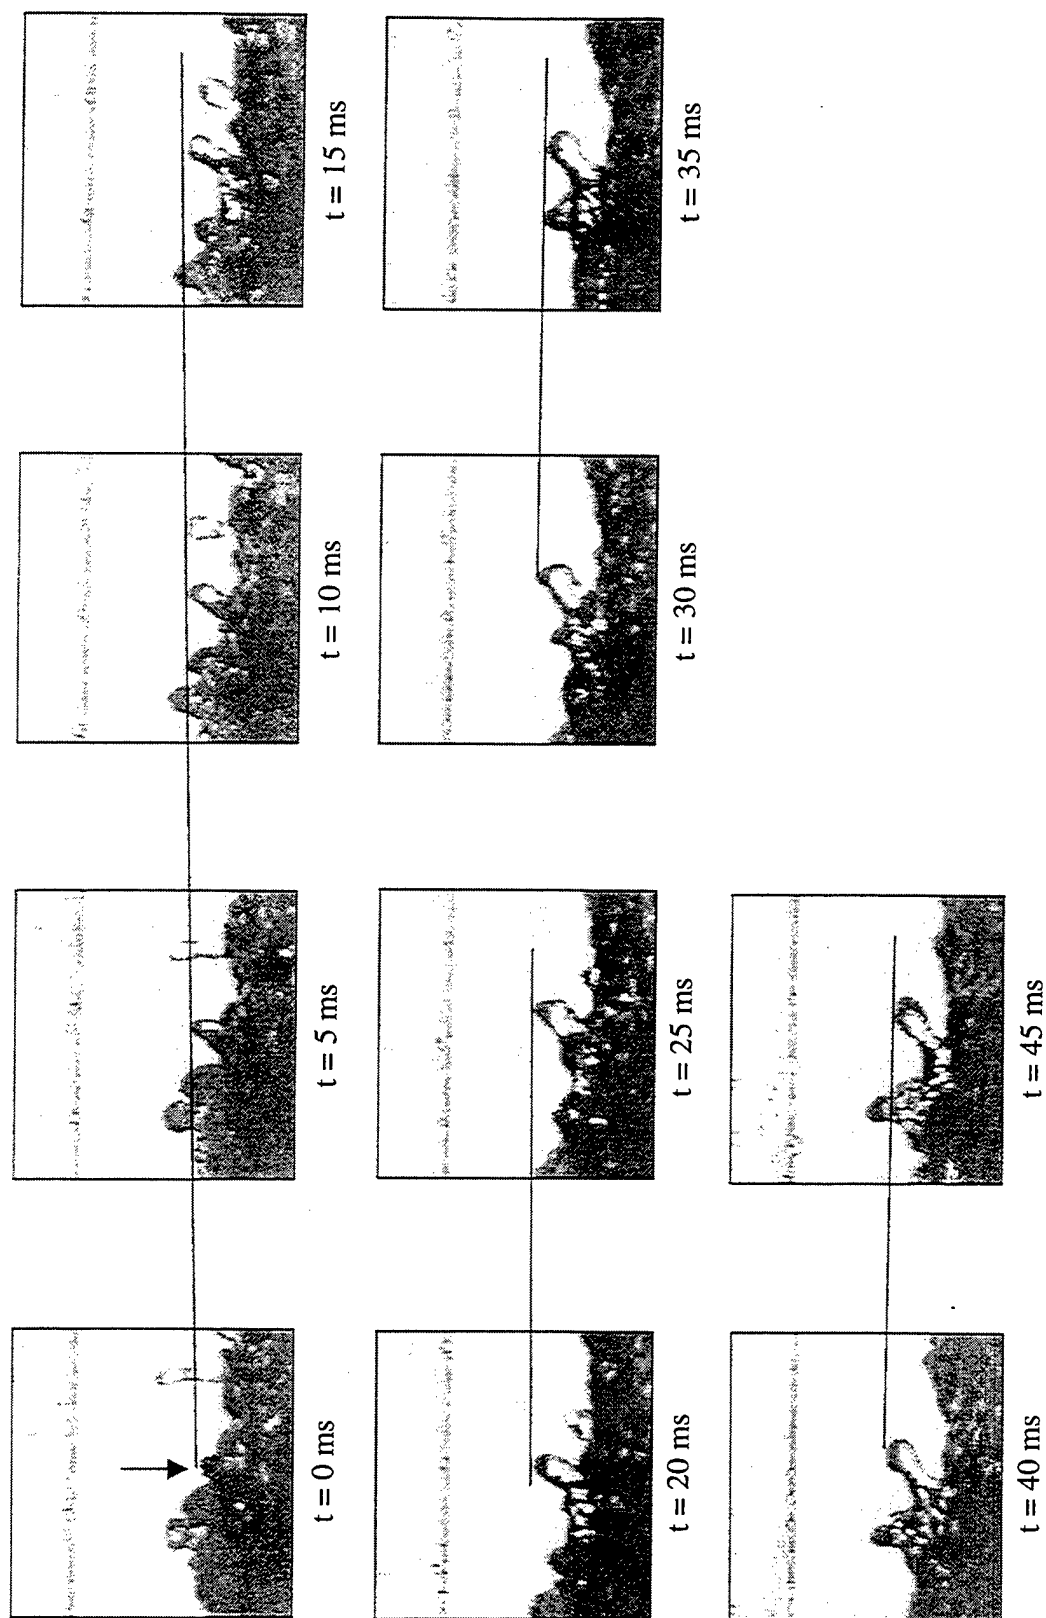 t = 0 ms
t = 5 ms
t = 10 ms
t = 15 ms
t = 20 ms
t = 25 ms
t = 30 ms
t = 35 ms
t = 40 ms
t = 45 ms